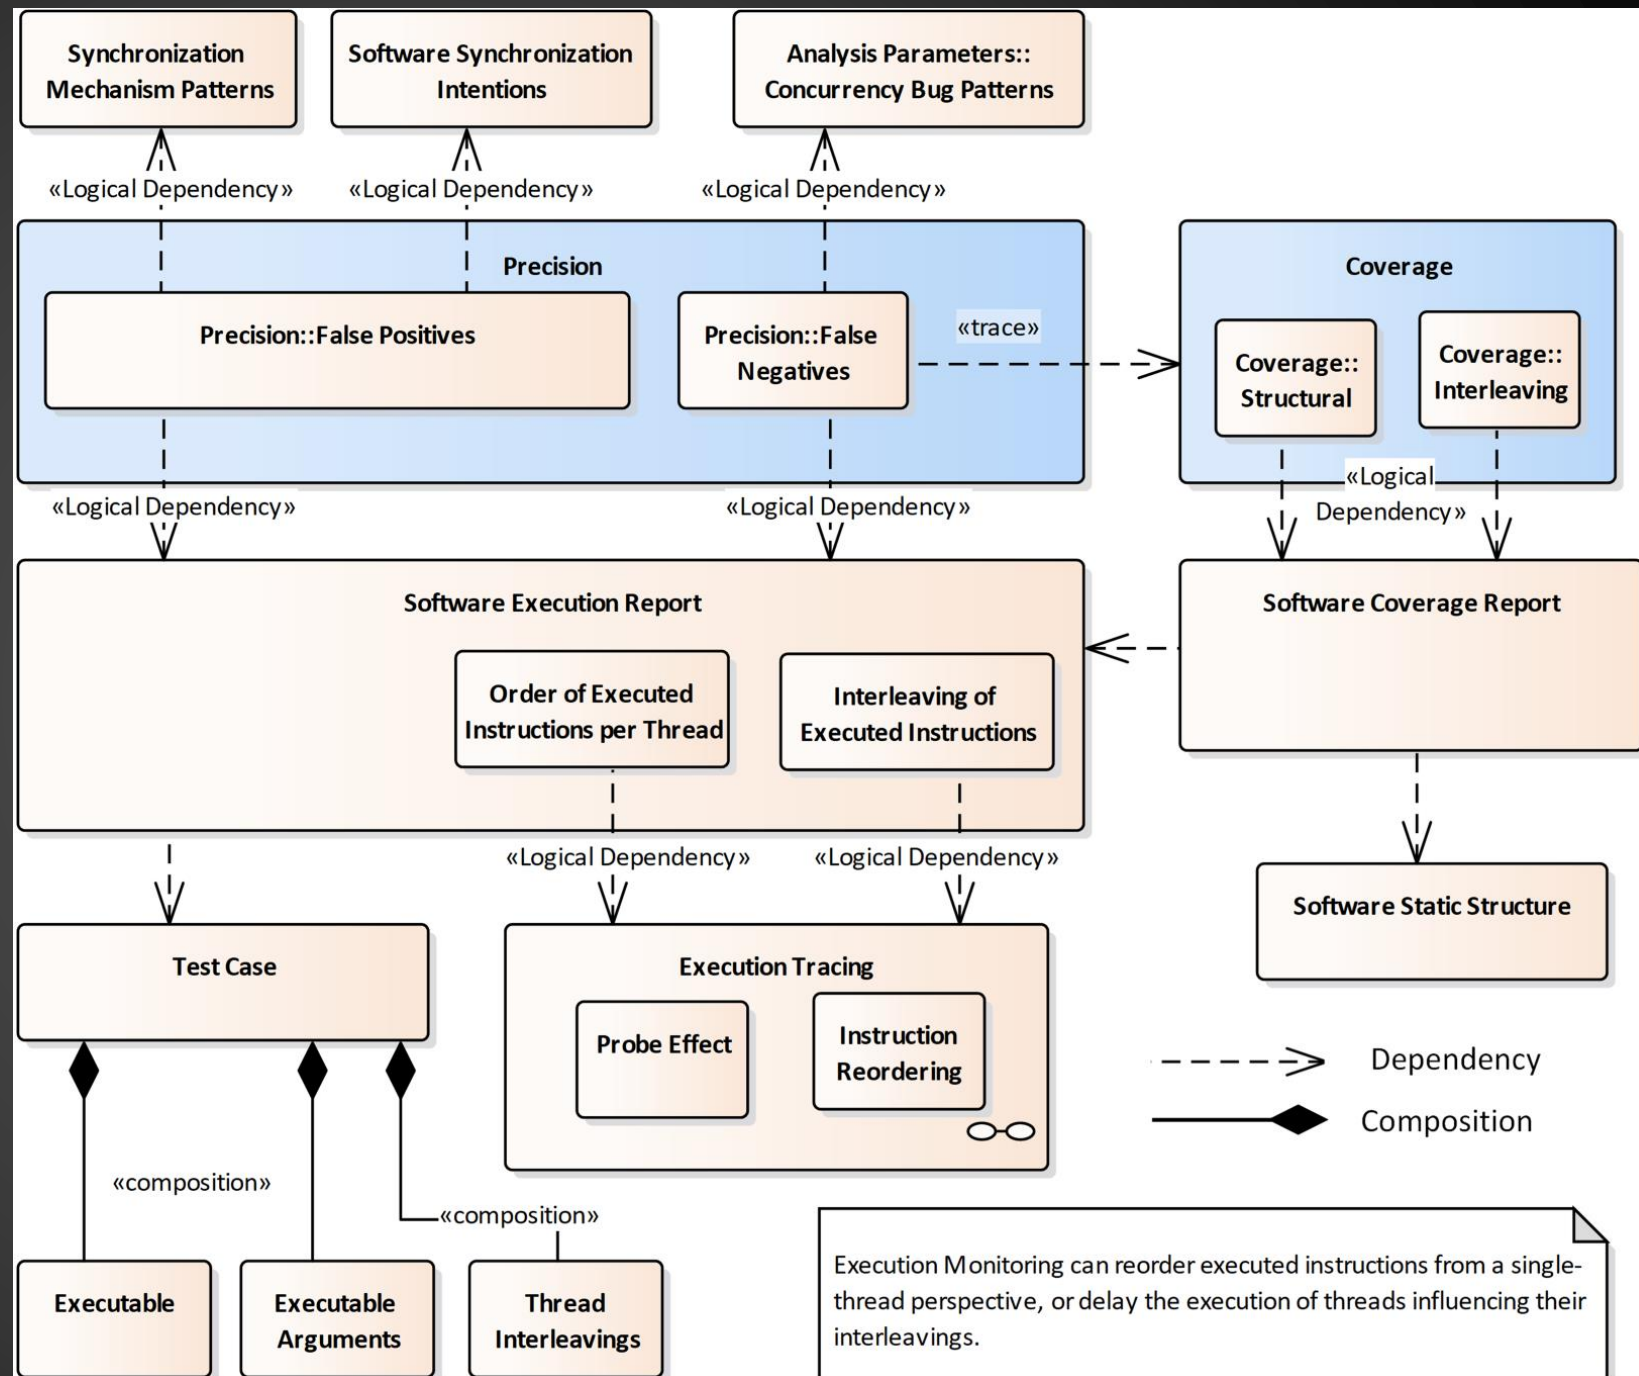 Synchronization
Mechanism Patterns
Software Synchronization
Intentions
Analysis Parameters::
Concurrency Bug Patterns
«Logical Dependency»
«Logical Dependency»
«Logical Dependency»
Precision
Precision::False Positives
Precision::False
Negatives
«trace»
Coverage
Coverage::
Structural
Coverage::
Interleaving
«Logical Dependency»
«Logical Dependency»
«Logical
Dependency»
Software Execution Report
Order of Executed
Instructions per Thread
Interleaving of
Executed Instructions
Software Coverage Report
«Logical Dependency»
«Logical Dependency»
Software Static Structure
Test Case
Execution Tracing
Probe Effect
Instruction
Reordering
Dependency
Composition
«composition»
«composition»
Executable
Executable
Arguments
Thread
Interleavings
Execution Monitoring can reorder executed instructions from a single-
thread perspective, or delay the execution of threads influencing their
interleavings.